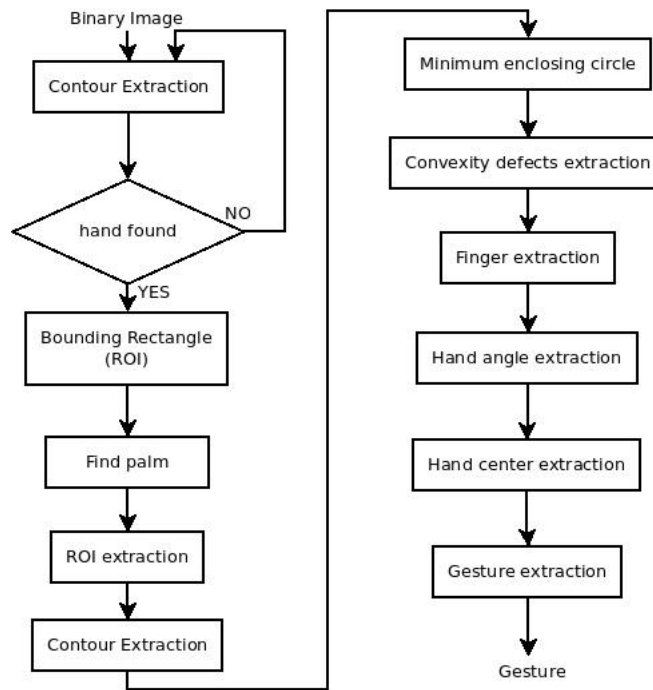 Binary Image
Contour Extraction
hand found
NO
YES
Bounding Rectangle
(ROI)
Find palm
ROI extraction
Contour Extraction
Minimum enclosing circle
Convexity defects extraction
Finger extraction
Hand angle extraction
Hand center extraction
Gesture extraction
Gesture